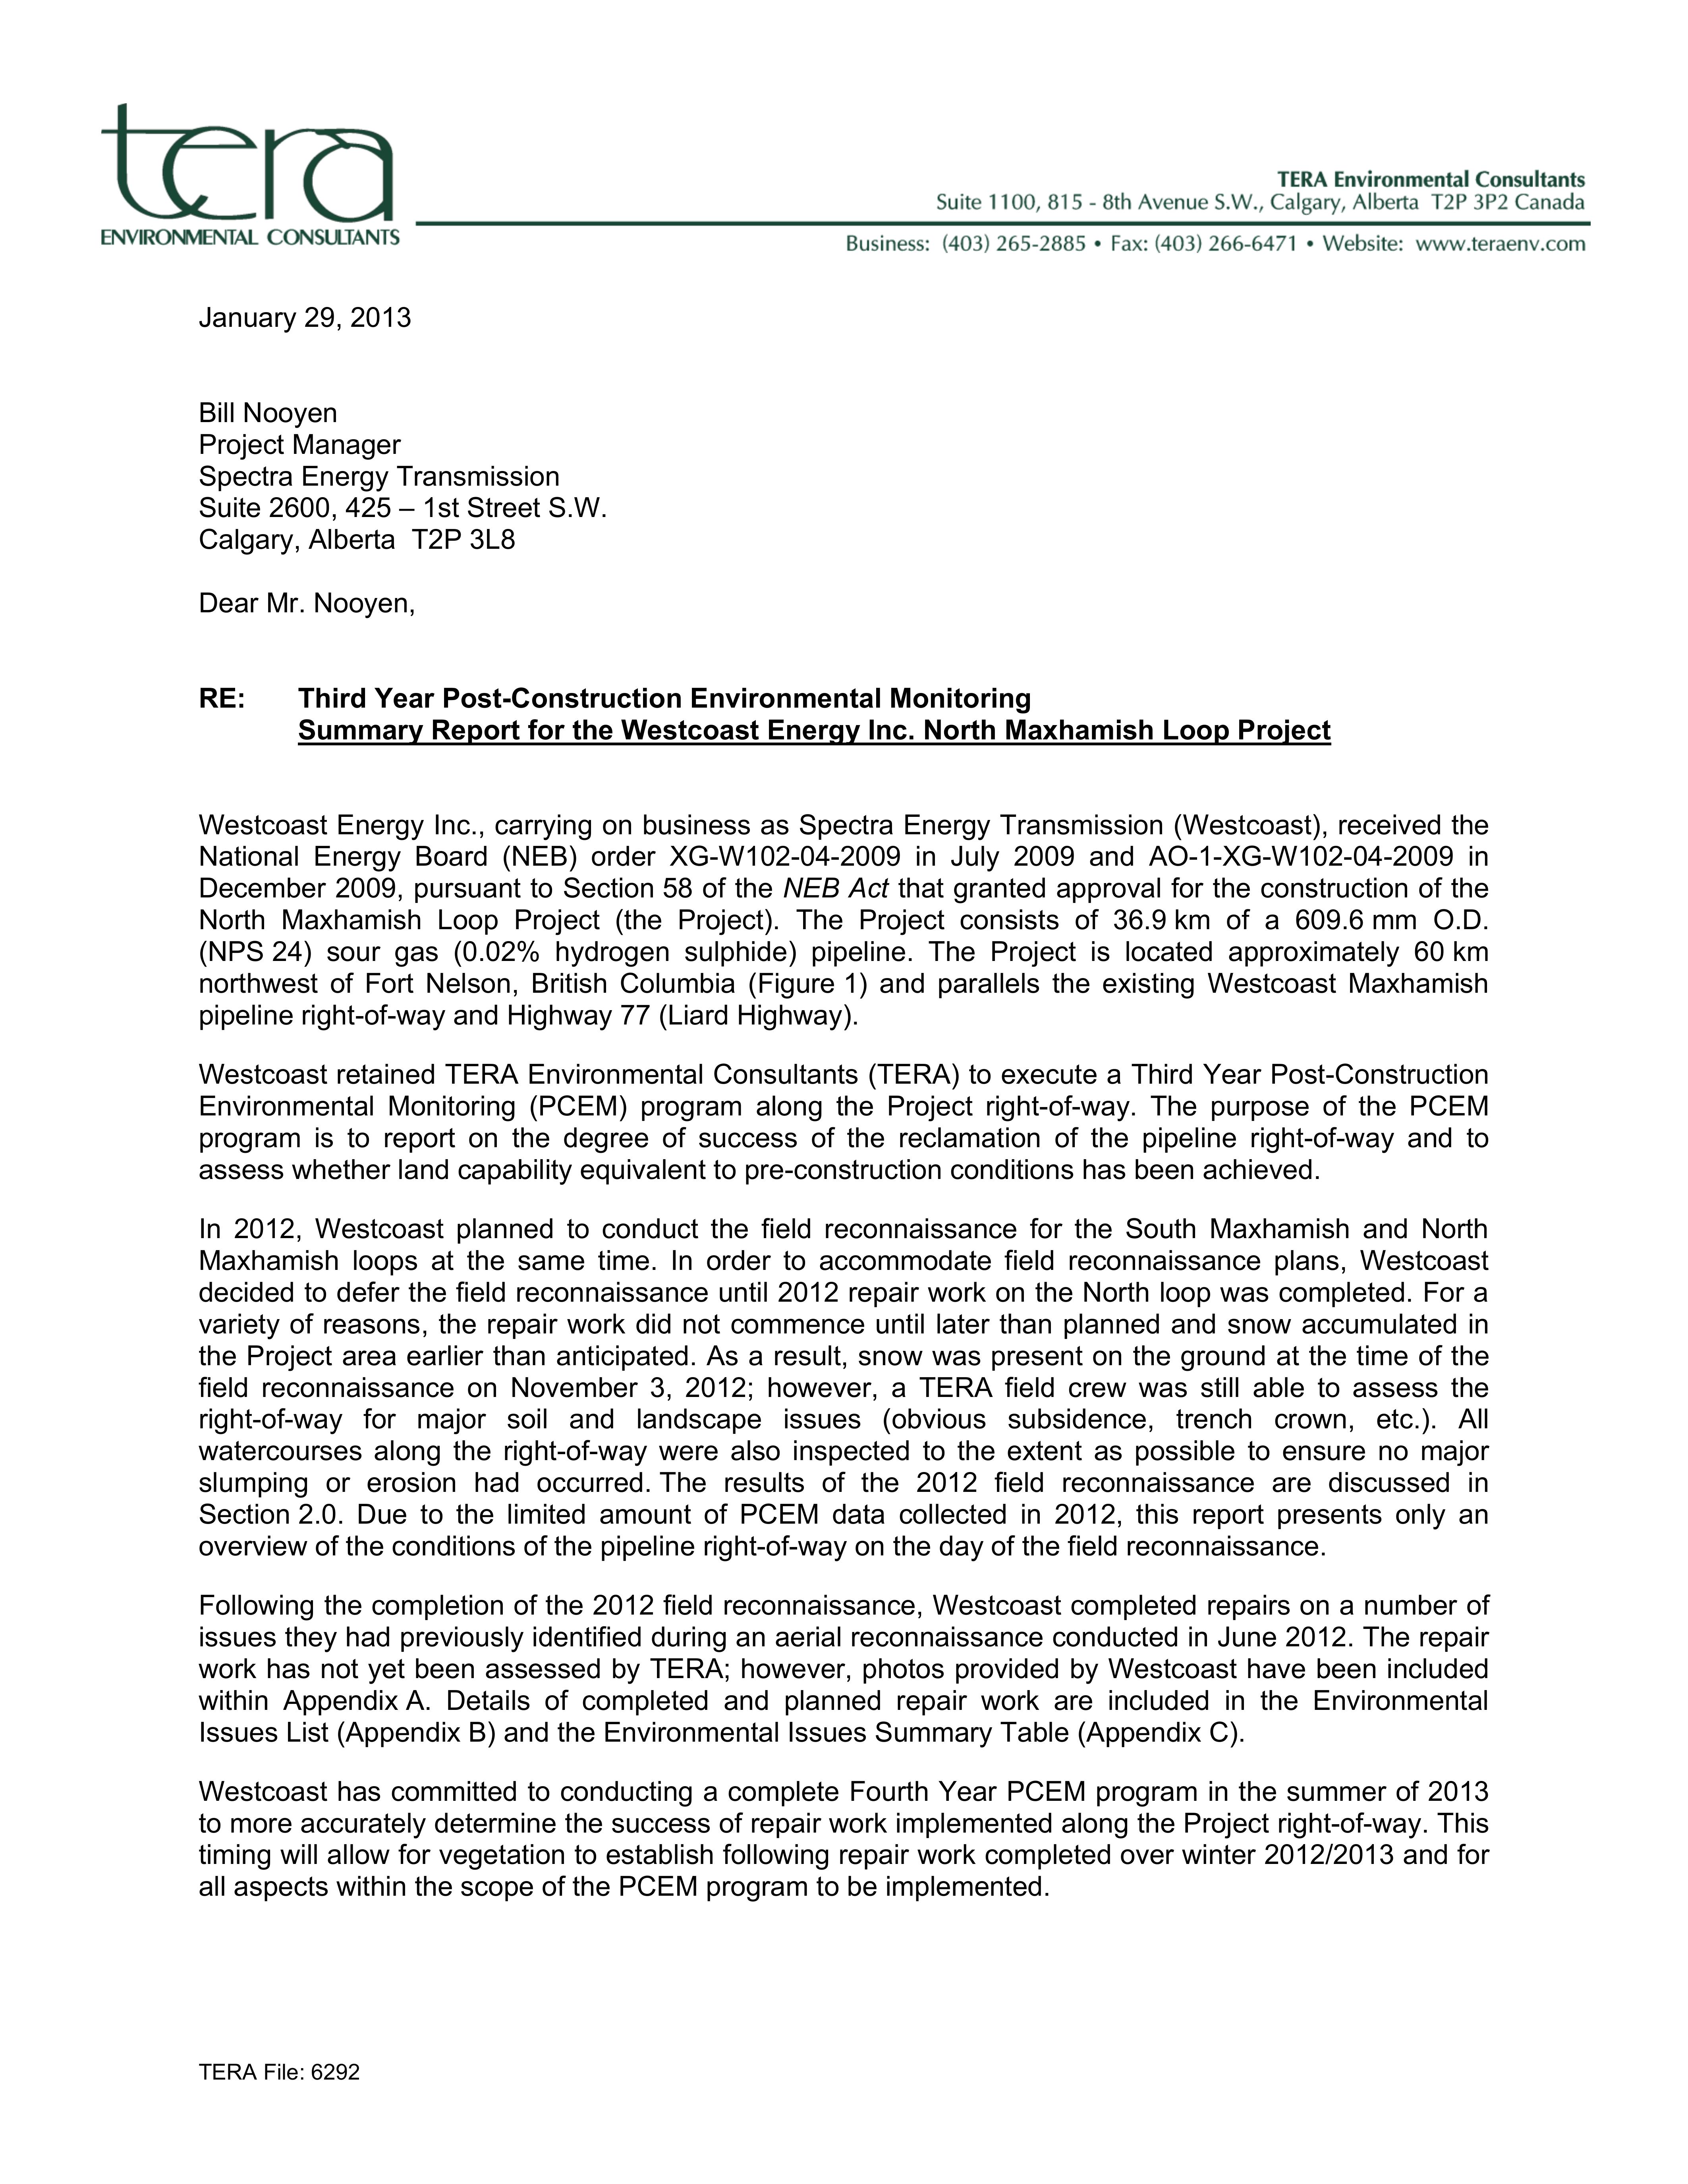 tera
ENVIRONMENTAL CONSULTANTS
TERA Environmental Consultants
Suite 1100, 815 - 8th Avenue S.W., Calgary, Alberta T2P 3P2 Canada
Business: (403) 265-2885 • Fax: (403) 266-6471 • Website: www.teraenv.com
January 29, 2013
Bill Nooyen
Project Manager
Spectra Energy Transmission
Suite 2600, 425 – 1st Street S.W.
Calgary, Alberta T2P 3L8
Dear Mr. Nooyen,
RE: Third Year Post-Construction Environmental Monitoring
Summary Report for the Westcoast Energy Inc. North Maxhamish Loop Project
Westcoast Energy Inc., carrying on business as Spectra Energy Transmission (Westcoast), received the
National Energy Board (NEB) order XG-W102-04-2009 in July 2009 and AO-1-XG-W102-04-2009 in
December 2009, pursuant to Section 58 of the NEB Act that granted approval for the construction of the
North Maxhamish Loop Project (the Project). The Project consists of 36.9 km of a 609.6 mm O.D.
(NPS 24) sour gas (0.02% hydrogen sulphide) pipeline. The Project is located approximately 60 km
northwest of Fort Nelson, British Columbia (Figure 1) and parallels the existing Westcoast Maxhamish
pipeline right-of-way and Highway 77 (Liard Highway).
Westcoast retained TERA Environmental Consultants (TERA) to execute a Third Year Post-Construction
Environmental Monitoring (PCEM) program along the Project right-of-way. The purpose of the PCEM
program is to report on the degree of success of the reclamation of the pipeline right-of-way and to
assess whether land capability equivalent to pre-construction conditions has been achieved.
In 2012, Westcoast planned to conduct the field reconnaissance for the South Maxhamish and North
Maxhamish loops at the same time. In order to accommodate field reconnaissance plans, Westcoast
decided to defer the field reconnaissance until 2012 repair work on the North loop was completed. For a
variety of reasons, the repair work did not commence until later than planned and snow accumulated in
the Project area earlier than anticipated. As a result, snow was present on the ground at the time of the
field reconnaissance on November 3, 2012; however, a TERA field crew was still able to assess the
right-of-way for major soil and landscape issues (obvious subsidence, trench crown, etc.). All
watercourses along the right-of-way were also inspected to the extent as possible to ensure no major
slumping or erosion had occurred. The results of the 2012 field reconnaissance are discussed in
Section 2.0. Due to the limited amount of PCEM data collected in 2012, this report presents only an
overview of the conditions of the pipeline right-of-way on the day of the field reconnaissance.
Following the completion of the 2012 field reconnaissance, Westcoast completed repairs on a number of
issues they had previously identified during an aerial reconnaissance conducted in June 2012. The repair
work has not yet been assessed by TERA; however, photos provided by Westcoast have been included
within Appendix A. Details of completed and planned repair work are included in the Environmental
Issues List (Appendix B) and the Environmental Issues Summary Table (Appendix C).
Westcoast has committed to conducting a complete Fourth Year PCEM program in the summer of 2013
to more accurately determine the success of repair work implemented along the Project right-of-way. This
timing will allow for vegetation to establish following repair work completed over winter 2012/2013 and for
all aspects within the scope of the PCEM program to be implemented.
TERA File: 6292